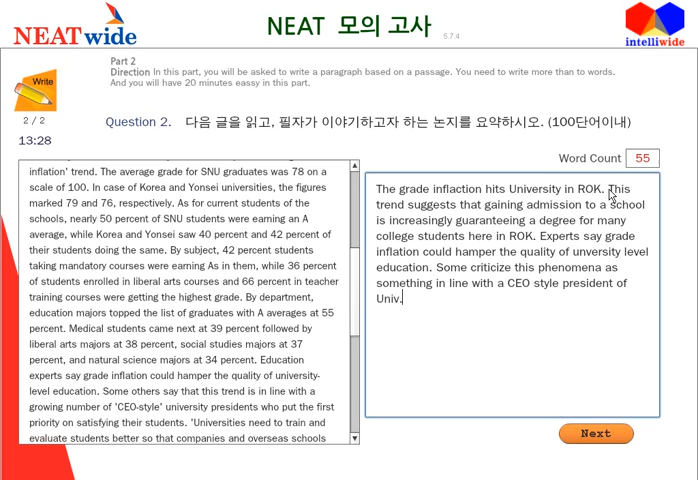 NEATwide
NEAT 모의 고사
5.7.4
intelliwide
Part 2
Direction In this part, you will be asked to write a paragraph based on a passage. You need to write more than to words.
And you will have 20 minutes eassy in this part.
Write
2 / 2
13:28
Question 2. 다음 글을 읽고, 필자가 이야기하고자 하는 논지를 요약하시오. (100단어이내)
Word Count 55
inflation' trend. The average grade for SNU graduates was 78 on a
scale of 100. In case of Korea and Yonsei universities, the figures
marked 79 and 76, respectively. As for current students of the
schools, nearly 50 percent of SNU students were earning an A
average, while Korea and Yonsei saw 40 percent and 42 percent of
their students doing the same. By subject, 42 percent students
taking mandatory courses were earning As in them, while 36 percent
of students enrolled in liberal arts courses and 66 percent in teacher
training courses were getting the highest grade. By department,
education majors topped the list of graduates with A averages at 55
percent. Medical students came next at 39 percent followed by
liberal arts majors at 38 percent, social studies majors at 37
percent, and natural science majors at 34 percent. Education
experts say grade inflation could hamper the quality of university-
level education. Some others say that this trend is in line with a
growing number of 'CEO-style' university presidents who put the first
priority on satisfying their students. 'Universities need to train and
evaluate students better so that companies and overseas schools
The grade inflaction hits University in ROK. This
trend suggests that gaining admission to a school
is increasingly guaranteeing a degree for many
college students here in ROK. Experts say grade
inflation could hamper the quality of unversity level
education. Some criticize this phenomena as
something in line with a CEO style president of
Univ.
Next